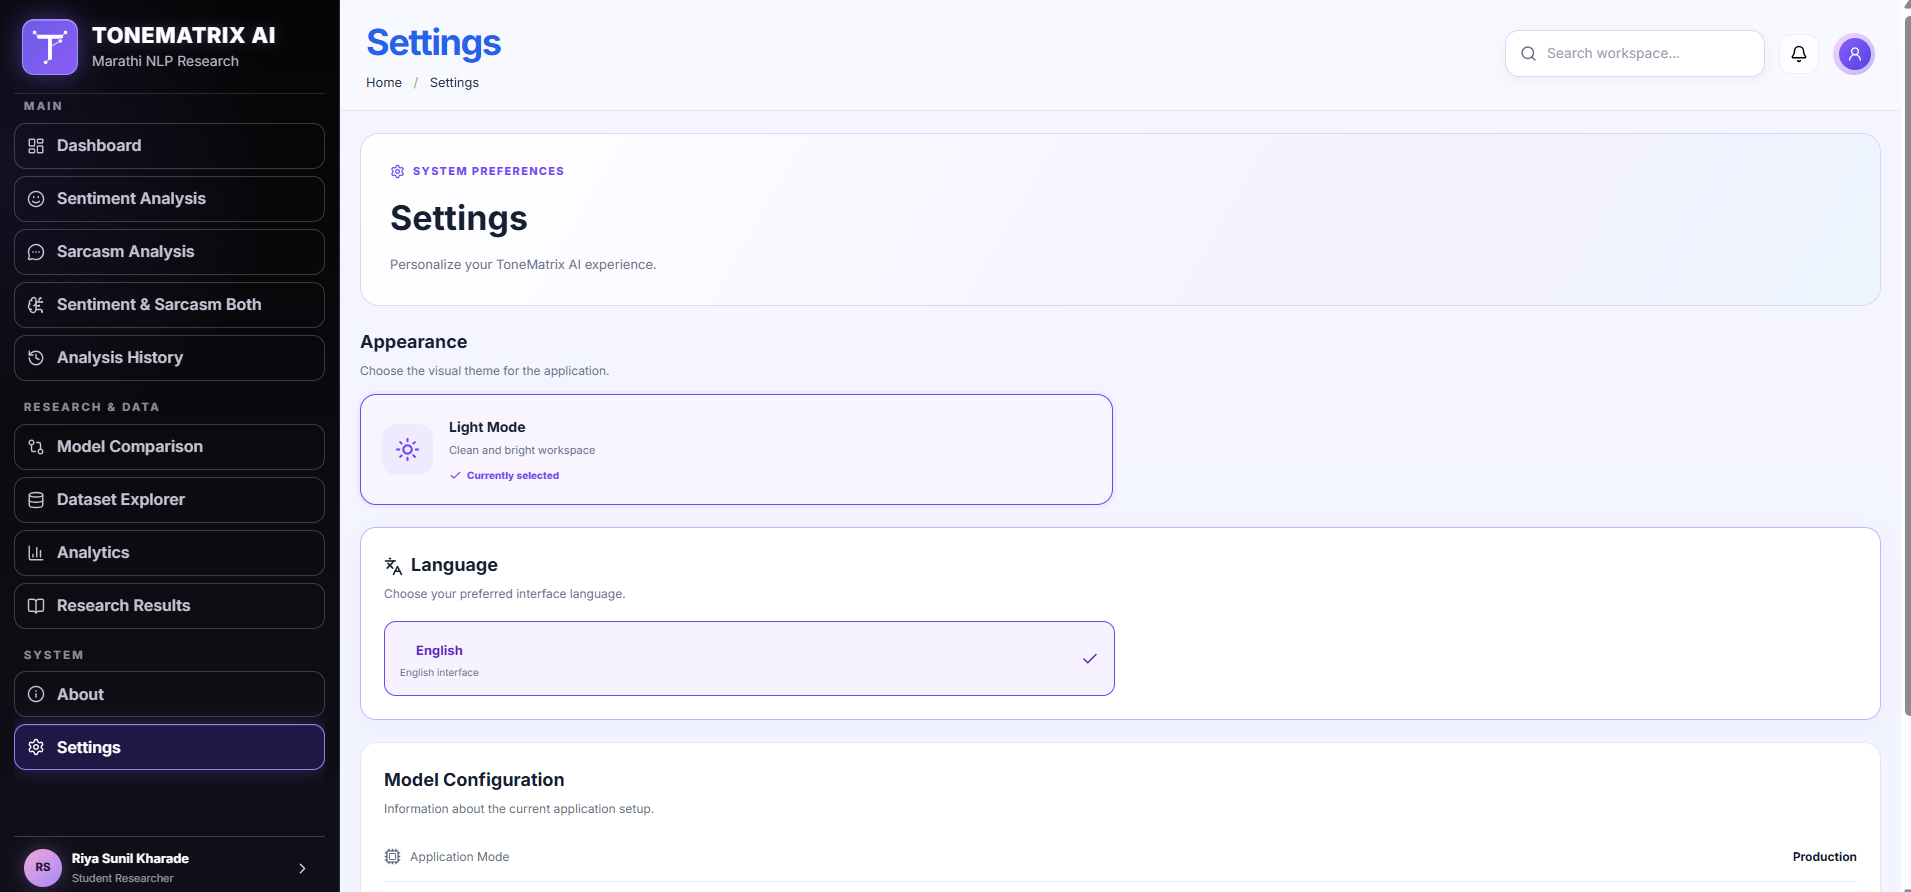 TONEMATRIX AI
Marathi NLP Research
MAIN
Dashboard
Sentiment Analysis
Sarcasm Analysis
Sentiment & Sarcasm Both
Analysis History
RESEARCH & DATA
Model Comparison
Dataset Explorer
Analytics
Research Results
SYSTEM
About
Settings
RS
Riya Sunil Kharade
Student Researcher
Settings
Home / Settings
Search workspace...
SYSTEM PREFERENCES
Settings
Personalize your ToneMatrix AI experience.
Appearance
Choose the visual theme for the application.
Light Mode
Clean and bright workspace
Currently selected
Language
Choose your preferred interface language.
English
English interface
Model Configuration
Information about the current application setup.
Application Mode
Production